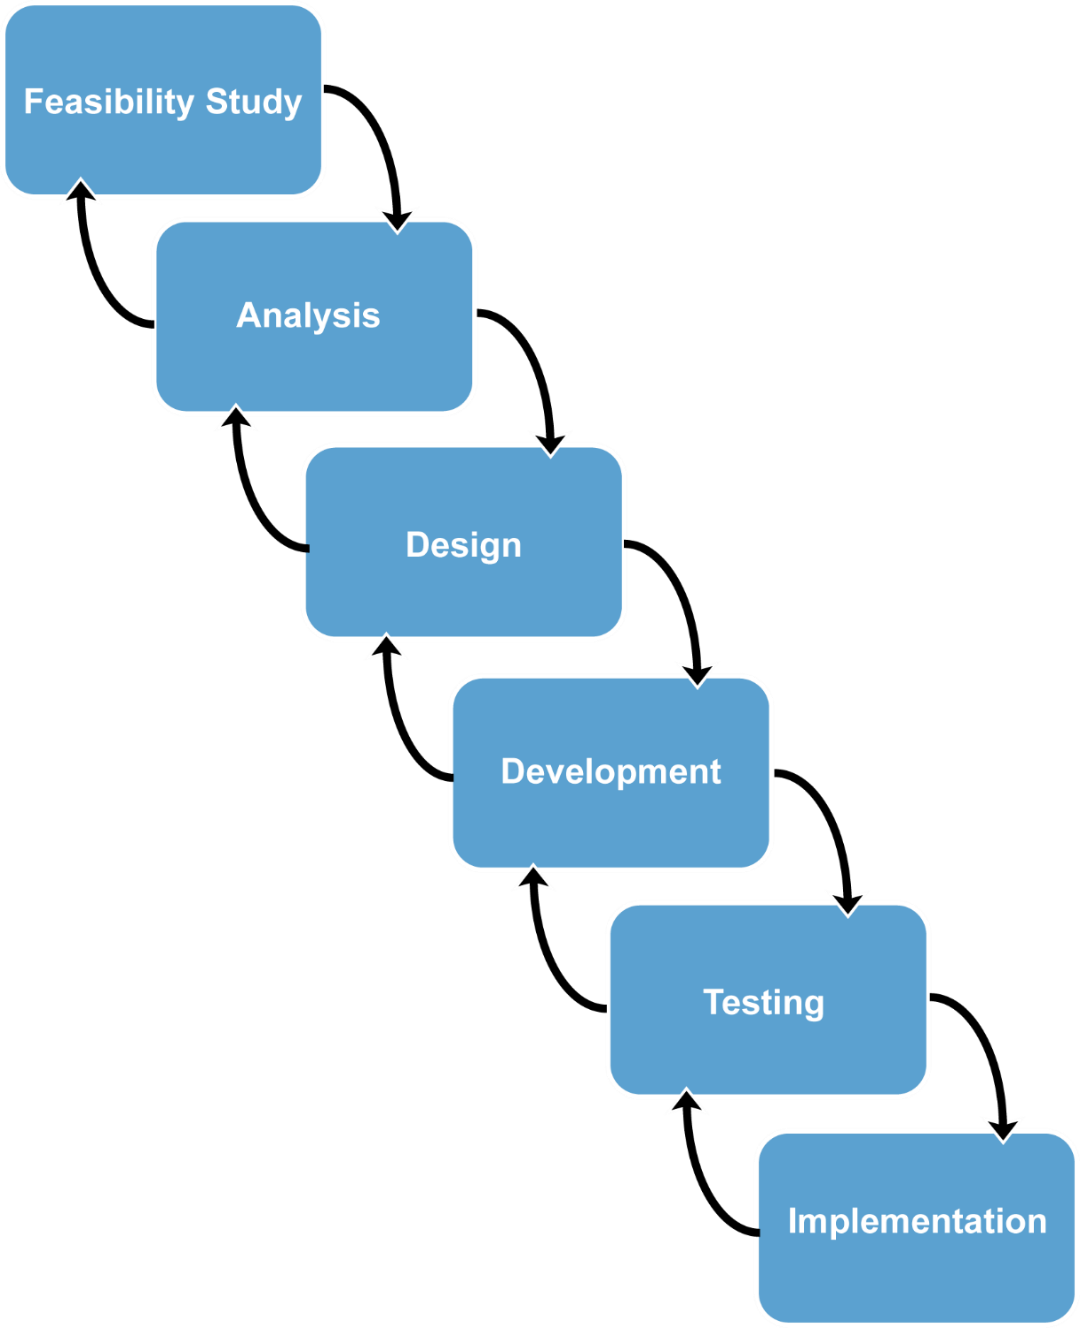 Feasibility Study
Analysis
Design
Development
Testing
Implementation